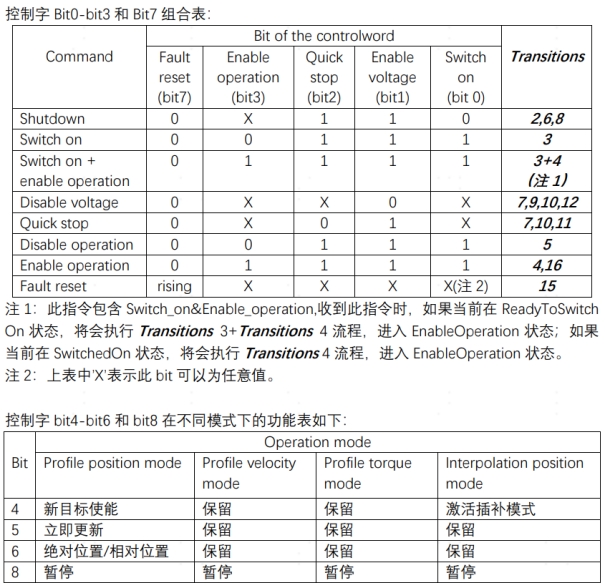 控制字 Bit0-bit3 和 Bit7 组合表:
Command | Bit of the controlword | Transitions
Fault reset (bit7) | Enable operation (bit3) | Quick stop (bit2) | Enable voltage (bit1) | Switch on (bit 0)
Shutdown | 0 | X | 1 | 1 | 0 | 2,6,8
Switch on | 0 | 0 | 1 | 1 | 1 | 3
Switch on + enable operation | 0 | 1 | 1 | 1 | 1 | 3+4 (注 1)
Disable voltage | 0 | X | X | 0 | X | 7,9,10,12
Quick stop | 0 | X | 0 | 1 | X | 7,10,11
Disable operation | 0 | 0 | 1 | 1 | 1 | 5
Enable operation | 0 | 1 | 1 | 1 | 1 | 4,16
Fault reset | rising | X | X | X | X(注 2) | 15
注 1：此指令包含 Switch_on&Enable_operation,收到此指令时，如果当前在 ReadyToSwitch
On 状态，将会执行 Transitions 3+Transitions 4 流程，进入 EnableOperation 状态；如果
当前在 SwitchedOn 状态，将会执行 Transitions 4 流程，进入 EnableOperation 状态。
注 2：上表中'X'表示此 bit 可以为任意值。
控制字 bit4-bit6 和 bit8 在不同模式下的功能表如下:
Bit | Operation mode
Profile position mode | Profile velocity mode | Profile torque mode | Interpolation position mode
4 | 新目标使能 | 保留 | 保留 | 激活插补模式
5 | 立即更新 | 保留 | 保留 | 保留
6 | 绝对位置/相对位置 | 保留 | 保留 | 保留
8 | 暂停 | 暂停 | 暂停 | 暂停